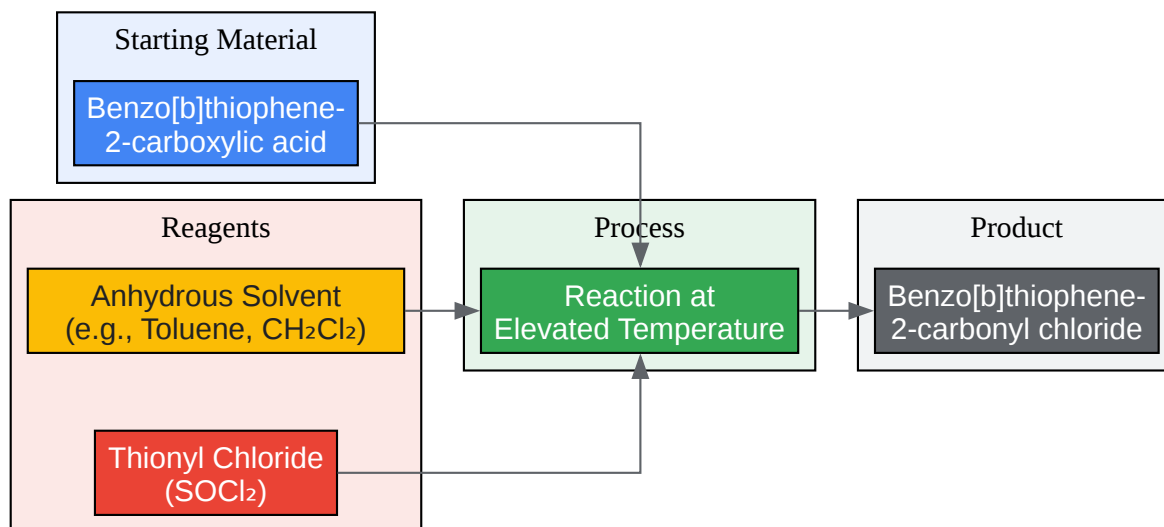 Starting Material
Benzo[b]thiophene-
2-carboxylic acid
Reagents
Anhydrous Solvent
(e.g., Toluene, CH₂Cl₂)
Thionyl Chloride
(SOCl₂)
Process
Reaction at
Elevated Temperature
Product
Benzo[b]thiophene-
2-carbonyl chloride